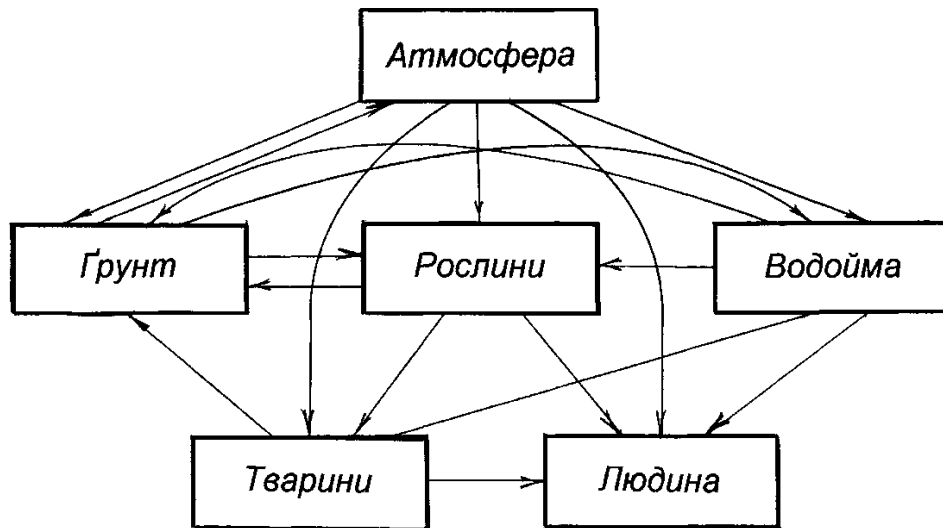 Атмосфера
Ґрунт
Рослини
Водойма
Тварини
Людина